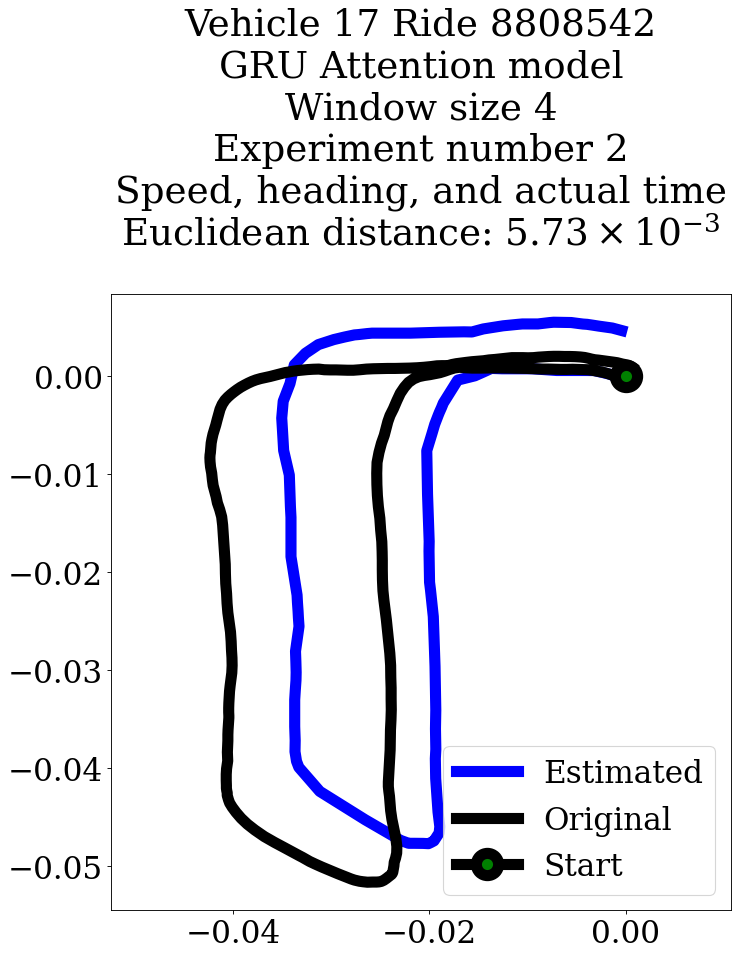 Vehicle 17 Ride 8808542
GRU Attention model
Window size 4
Experiment number 2
Speed, heading, and actual time
Euclidean distance: 5.73 × 10⁻³
0.00
−0.01
−0.02
−0.03
−0.04
−0.05
Estimated
Original
Start
−0.04
−0.02
0.00